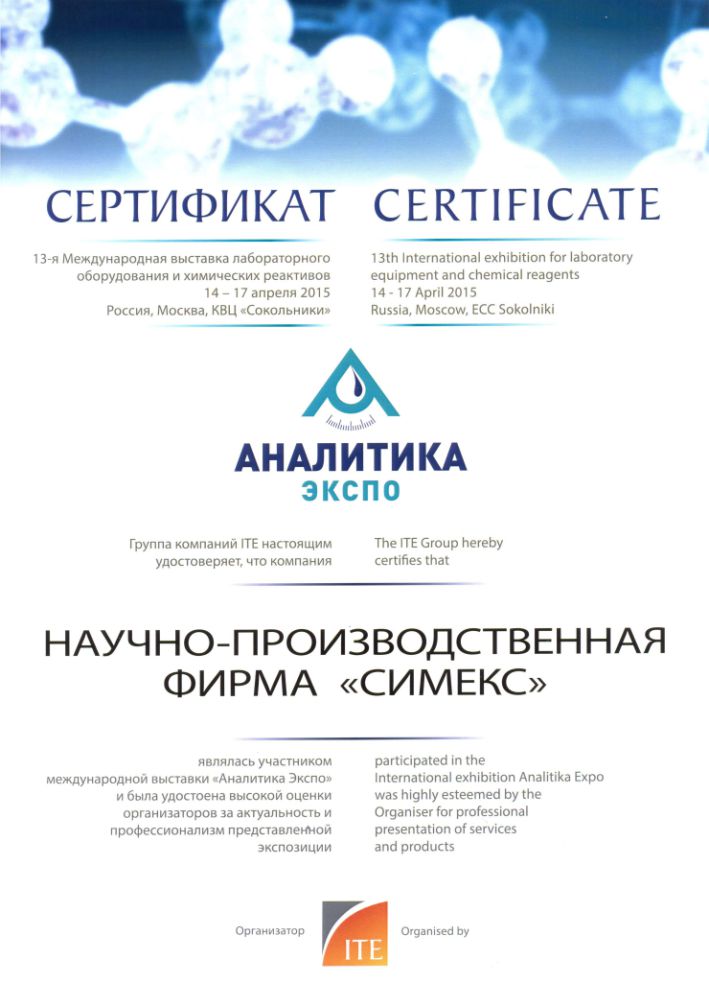 СЕРТИФИКАТ
13-я Международная выставка лабораторного
оборудования и химических реактивов
14 – 17 апреля 2015
Россия, Москва, КВЦ «Сокольники»
CERTIFICATE
13th International exhibition for laboratory
equipment and chemical reagents
14 - 17 April 2015
Russia, Moscow, ECC Sokolniki
АНАЛИТИКА
ЭКСПО
Группа компаний ITE настоящим
удостоверяет, что компания
The ITE Group hereby
certifies that
НАУЧНО-ПРОИЗВОДСТВЕННАЯ
ФИРМА «СИМЕКС»
являлась участником
международной выставки «Аналитика Экспо»
и была удостоена высокой оценки
организаторов за актуальность и
профессионализм представленной
экспозиции
participated in the
International exhibition Analitika Expo
was highly esteemed by the
Organiser for professional
presentation of services
and products
Организатор
ITE
Organised by